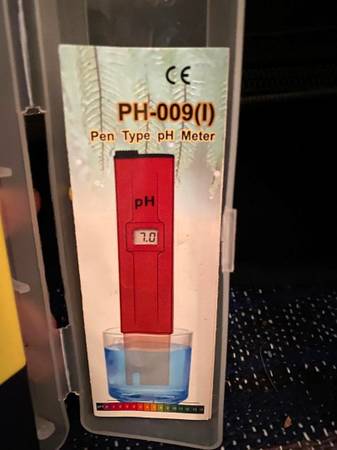 CE
PH-009(I)
Pen Type pH Meter
pH
7.0